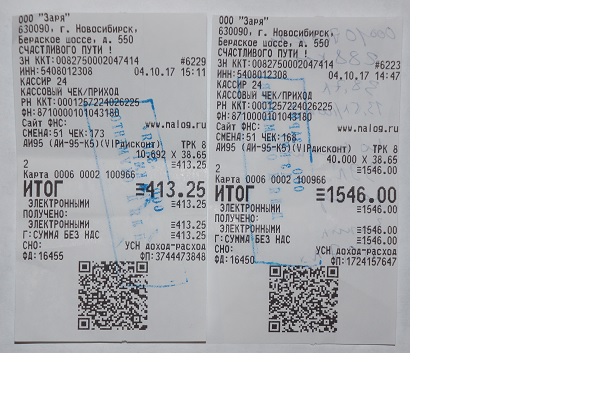 ООО "Заря"
630090, г. Новосибирск,
Бердское шоссе, д. 550
СЧАСТЛИВОГО ПУТИ !
ЗН ККТ:0082750002047414 #6229
ИНН:5408012308 04.10.17 15:11
КАССИР 24
КАССОВЫЙ ЧЕК/ПРИХОД
РН ККТ:0001257224026225
ФН:8710000101043180
Сайт ФНС: www.nalog.ru
СМЕНА:51 ЧЕК:173
АИ95 (АИ-95-К5)(VIPдисконт) ТРК 8
10.692 X 38.65
2 ≡413.25
Карта 0006 0002 100966
ИТОГ ≡413.25
ЭЛЕКТРОННЫМИ ≡413.25
ПОЛУЧЕНО:
ЭЛЕКТРОННЫМИ ≡413.25
Г:СУММА БЕЗ НДС ≡413.25
СНО: УСН доход-расход
ФД:16455 ФП:3744473848
ООО "Заря"
630090, г. Новосибирск,
Бердское шоссе, д. 550
СЧАСТЛИВОГО ПУТИ !
ЗН ККТ:0082750002047414 #6223
ИНН:5408012308 04.10.17 14:47
КАССИР 24
КАССОВЫЙ ЧЕК/ПРИХОД
РН ККТ:0001257224026225
ФН:8710000101043180
Сайт ФНС: www.nalog.ru
СМЕНА:51 ЧЕК:168
АИ95 (АИ-95-К5)(VIPдисконт) ТРК 8
40.000 X 38.65
2 ≡1546.00
Карта 0006 0002 100966
ИТОГ ≡1546.00
ЭЛЕКТРОННЫМИ ≡1546.00
ПОЛУЧЕНО:
ЭЛЕКТРОННЫМИ ≡1546.00
Г:СУММА БЕЗ НДС ≡1546.00
СНО: УСН доход-расход
ФД:16450 ФП:1724157647